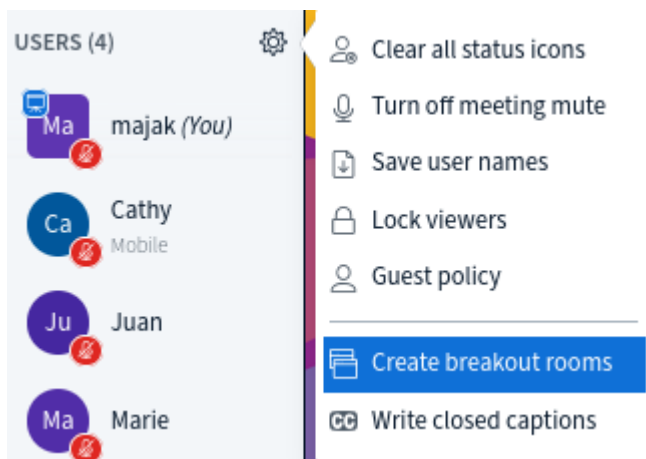 USERS (4)
Ma
majak (You)
Ca
Cathy
Mobile
Ju
Juan
Ma
Marie
Clear all status icons
Turn off meeting mute
Save user names
Lock viewers
Guest policy
Create breakout rooms
CC Write closed captions